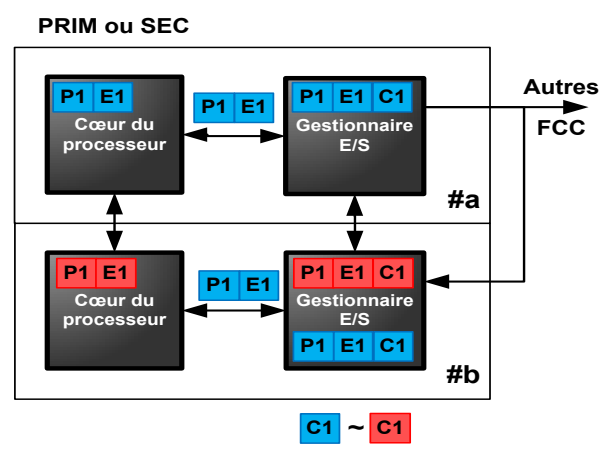 PRIM ou SEC
P1 E1
Cœur du
processeur
P1 E1
P1 E1 C1
Gestionnaire
E/S
Autres
FCC
#a
P1 E1
Cœur du
processeur
P1 E1
P1 E1 C1
Gestionnaire
E/S
P1 E1 C1
#b
C1 ~ C1